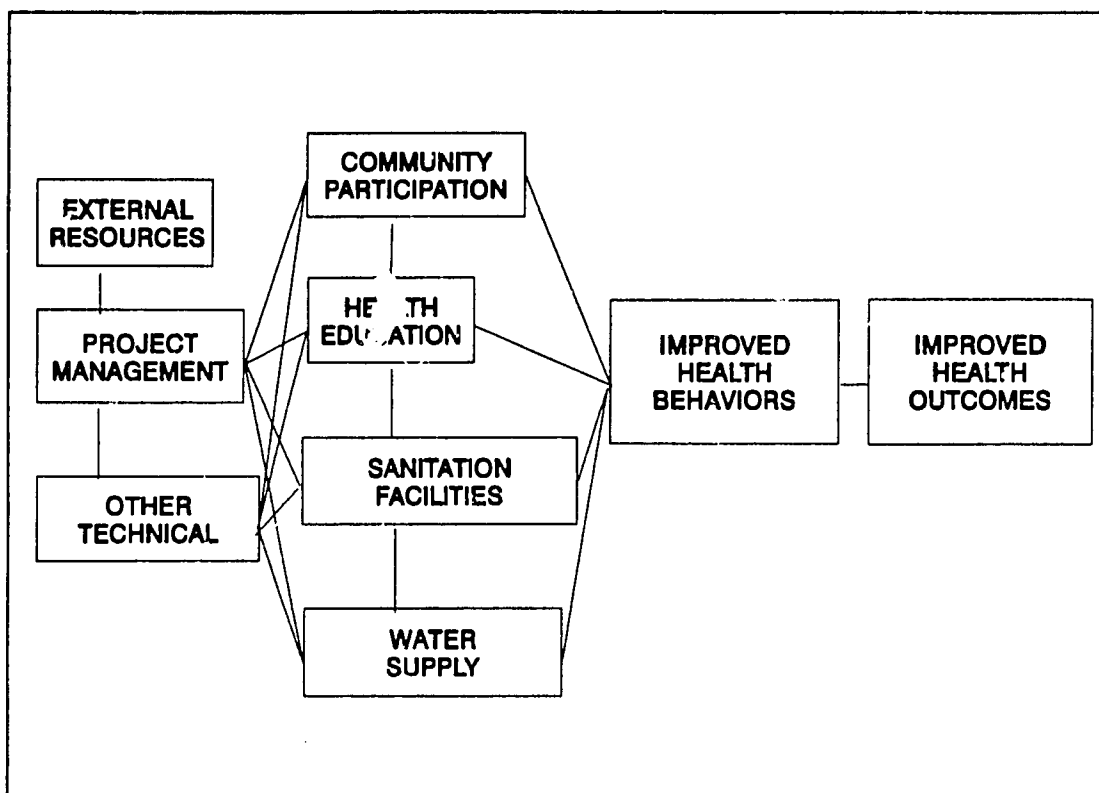 EXTERNAL
RESOURCES
PROJECT
MANAGEMENT
OTHER
TECHNICAL
COMMUNITY
PARTICIPATION
HEALTH
EDUCATION
SANITATION
FACILITIES
WATER
SUPPLY
IMPROVED
HEALTH
BEHAVIORS
IMPROVED
HEALTH
OUTCOMES